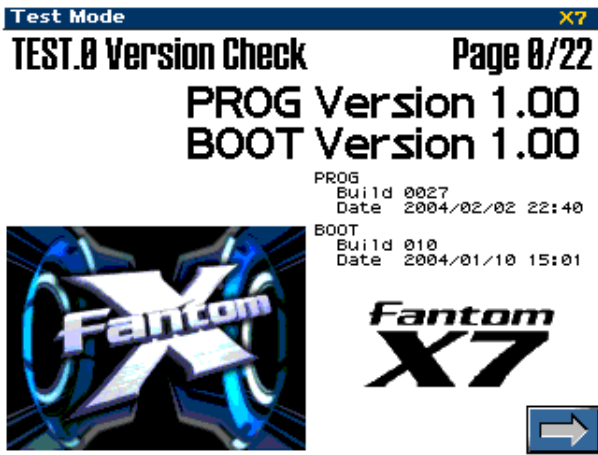 Test Mode X7
TEST.0 Version Check Page 0/22
PROG Version 1.00
BOOT Version 1.00
PROG
Build 0027
Date 2004/02/02 22:40
BOOT
Build 010
Date 2004/01/10 15:01
X
Fantom
Fantom
X7